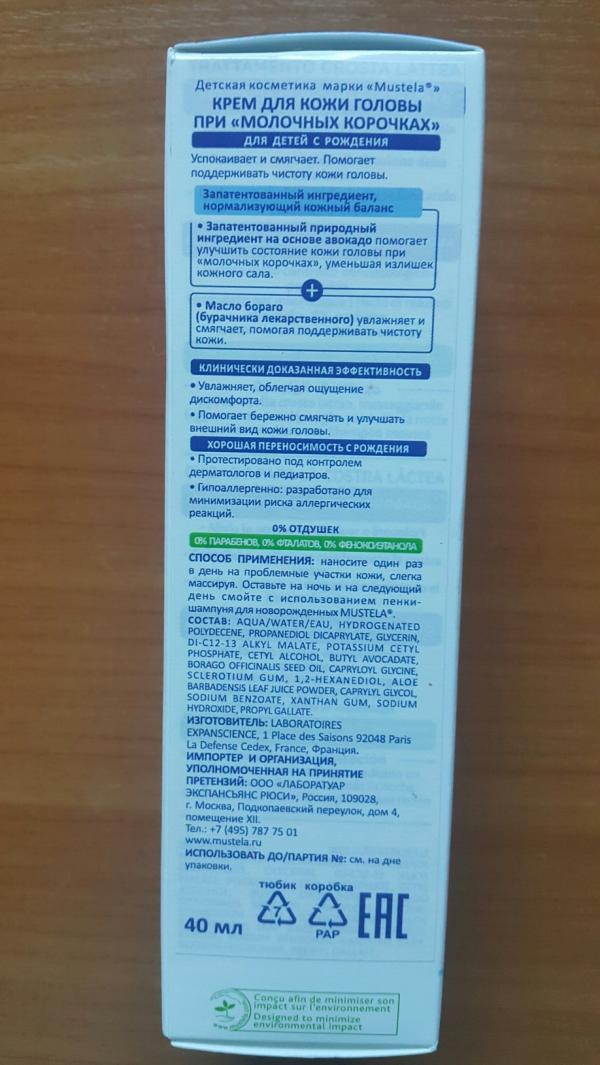 Детская косметика марки «Mustela®»
КРЕМ ДЛЯ КОЖИ ГОЛОВЫ
ПРИ «МОЛОЧНЫХ КОРОЧКАХ»
ДЛЯ ДЕТЕЙ С РОЖДЕНИЯ
Успокаивает и смягчает. Помогает
поддерживать чистоту кожи головы.
Запатентованный ингредиент,
нормализующий кожный баланс
• Запатентованный природный
ингредиент на основе авокадо помогает
улучшить состояние кожи головы при
«молочных корочках», уменьшая излишек
кожного сала.
+
• Масло бораго
(бурачника лекарственного) увлажняет и
смягчает, помогая поддерживать чистоту
кожи.
КЛИНИЧЕСКИ ДОКАЗАННАЯ ЭФФЕКТИВНОСТЬ
• Увлажняет, облегчая ощущение
дискомфорта.
• Помогает бережно смягчать и улучшать
внешний вид кожи головы.
ХОРОШАЯ ПЕРЕНОСИМОСТЬ С РОЖДЕНИЯ
• Протестировано под контролем
дерматологов и педиатров.
• Гипоаллергенно: разработано для
минимизации риска аллергических
реакций.
0% ОТДУШЕК
0% ПАРАБЕНОВ, 0% ФТАЛАТОВ, 0% ФЕНОКСИЭТАНОЛА
СПОСОБ ПРИМЕНЕНИЯ: наносите один раз
в день на проблемные участки кожи, слегка
массируя. Оставьте на ночь и на следующий
день смойте с использованием пенки-
шампуня для новорожденных MUSTELA®.
СОСТАВ: AQUA/WATER/EAU, HYDROGENATED
POLYDECENE, PROPANEDIOL DICAPRYLATE, GLYCERIN,
DI-C12-13 ALKYL MALATE, POTASSIUM CETYL
PHOSPHATE, CETYL ALCOHOL, BUTYL AVOCADATE,
BORAGO OFFICINALIS SEED OIL, CAPRYLOYL GLYCINE,
SCLEROTIUM GUM, 1,2-HEXANEDIOL, ALOE
BARBADENSIS LEAF JUICE POWDER, CAPRYLYL GLYCOL,
SODIUM BENZOATE, XANTHAN GUM, SODIUM
HYDROXIDE, PROPYL GALLATE.
ИЗГОТОВИТЕЛЬ: LABORATOIRES
EXPANSCIENCE, 1 Place des Saisons 92048 Paris
La Defense Cedex, France, Франция.
ИМПОРТЕР И ОРГАНИЗАЦИЯ,
УПОЛНОМОЧЕННАЯ НА ПРИНЯТИЕ
ПРЕТЕНЗИЙ: ООО «ЛАБОРАТУАР
ЭКСПАНСЬЯНС РЮСИ», Россия, 109028,
г. Москва, Подкопаевский переулок, дом 4,
помещение XII.
Тел.: +7 (495) 787 75 01
www.mustela.ru
ИСПОЛЬЗОВАТЬ ДО/ПАРТИЯ №: см. на дне
упаковки.
тюбик коробка
40 мл 7 PAP EAC
Conçu afin de minimiser son
impact sur l'environnement
Designed to minimize
environmental impact